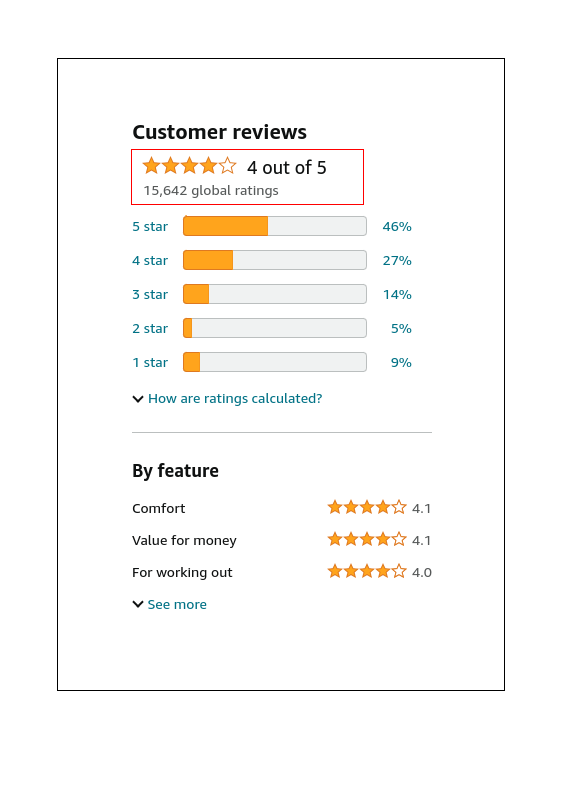 Customer reviews
4 out of 5
15,642 global ratings
5 star 46%
4 star 27%
3 star 14%
2 star 5%
1 star 9%
How are ratings calculated?
By feature
Comfort 4.1
Value for money 4.1
For working out 4.0
See more